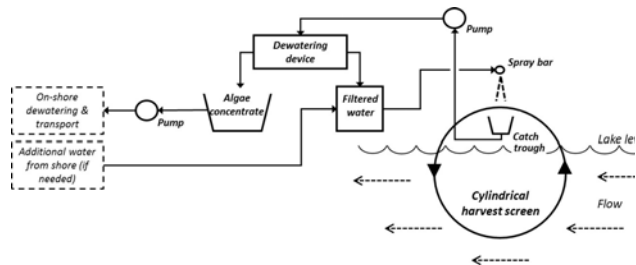 Pump
Dewatering
device
Spray bar
On-shore
dewatering &
transport
Pump
Algae
concentrate
Filtered
water
Catch
trough
Additional water
from shore (if
needed)
Lake
Cylindrical
harvest screen
Flow